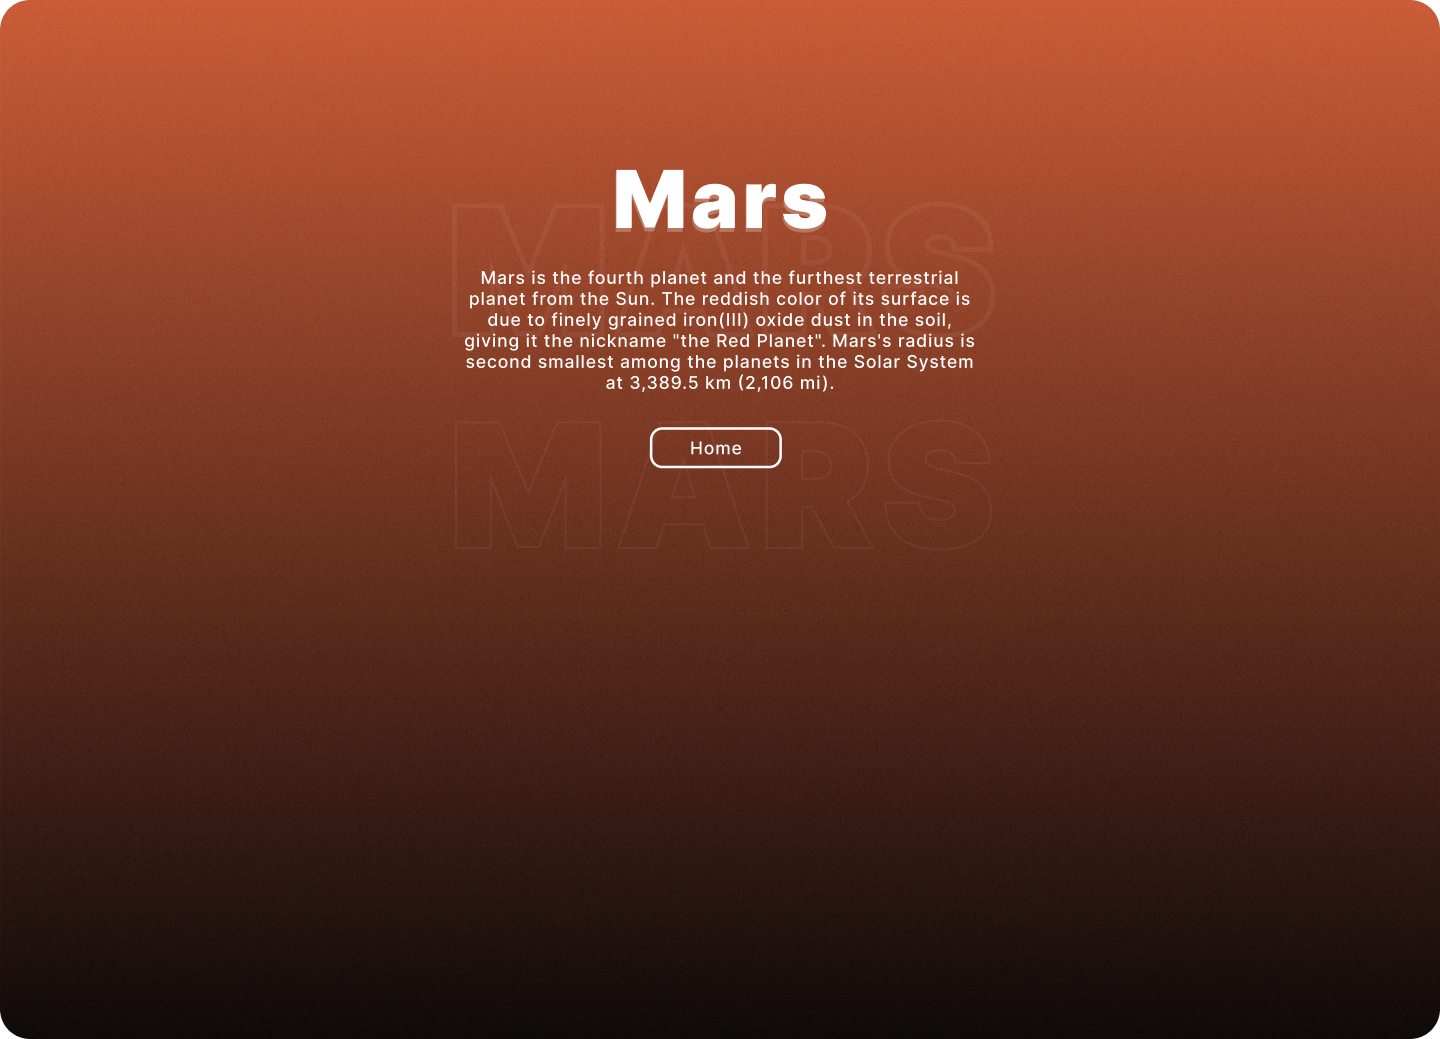 Mars
MARS
Mars is the fourth planet and the furthest terrestrial
planet from the Sun. The reddish color of its surface is
due to finely grained iron(III) oxide dust in the soil,
giving it the nickname "the Red Planet". Mars's radius is
second smallest among the planets in the Solar System
at 3,389.5 km (2,106 mi).
Home
MARS